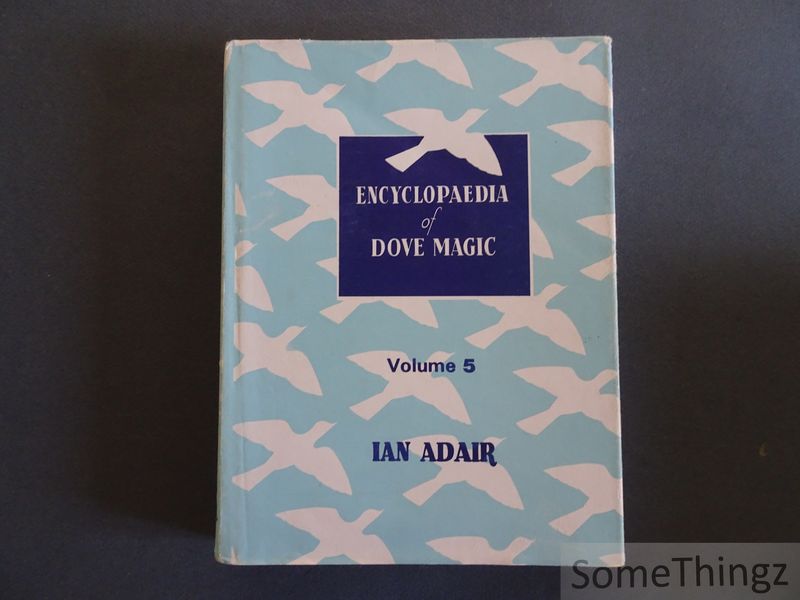 ENCYCLOPAEDIA
of
DOVE MAGIC
Volume 5
IAN ADAIR
SomeThingz